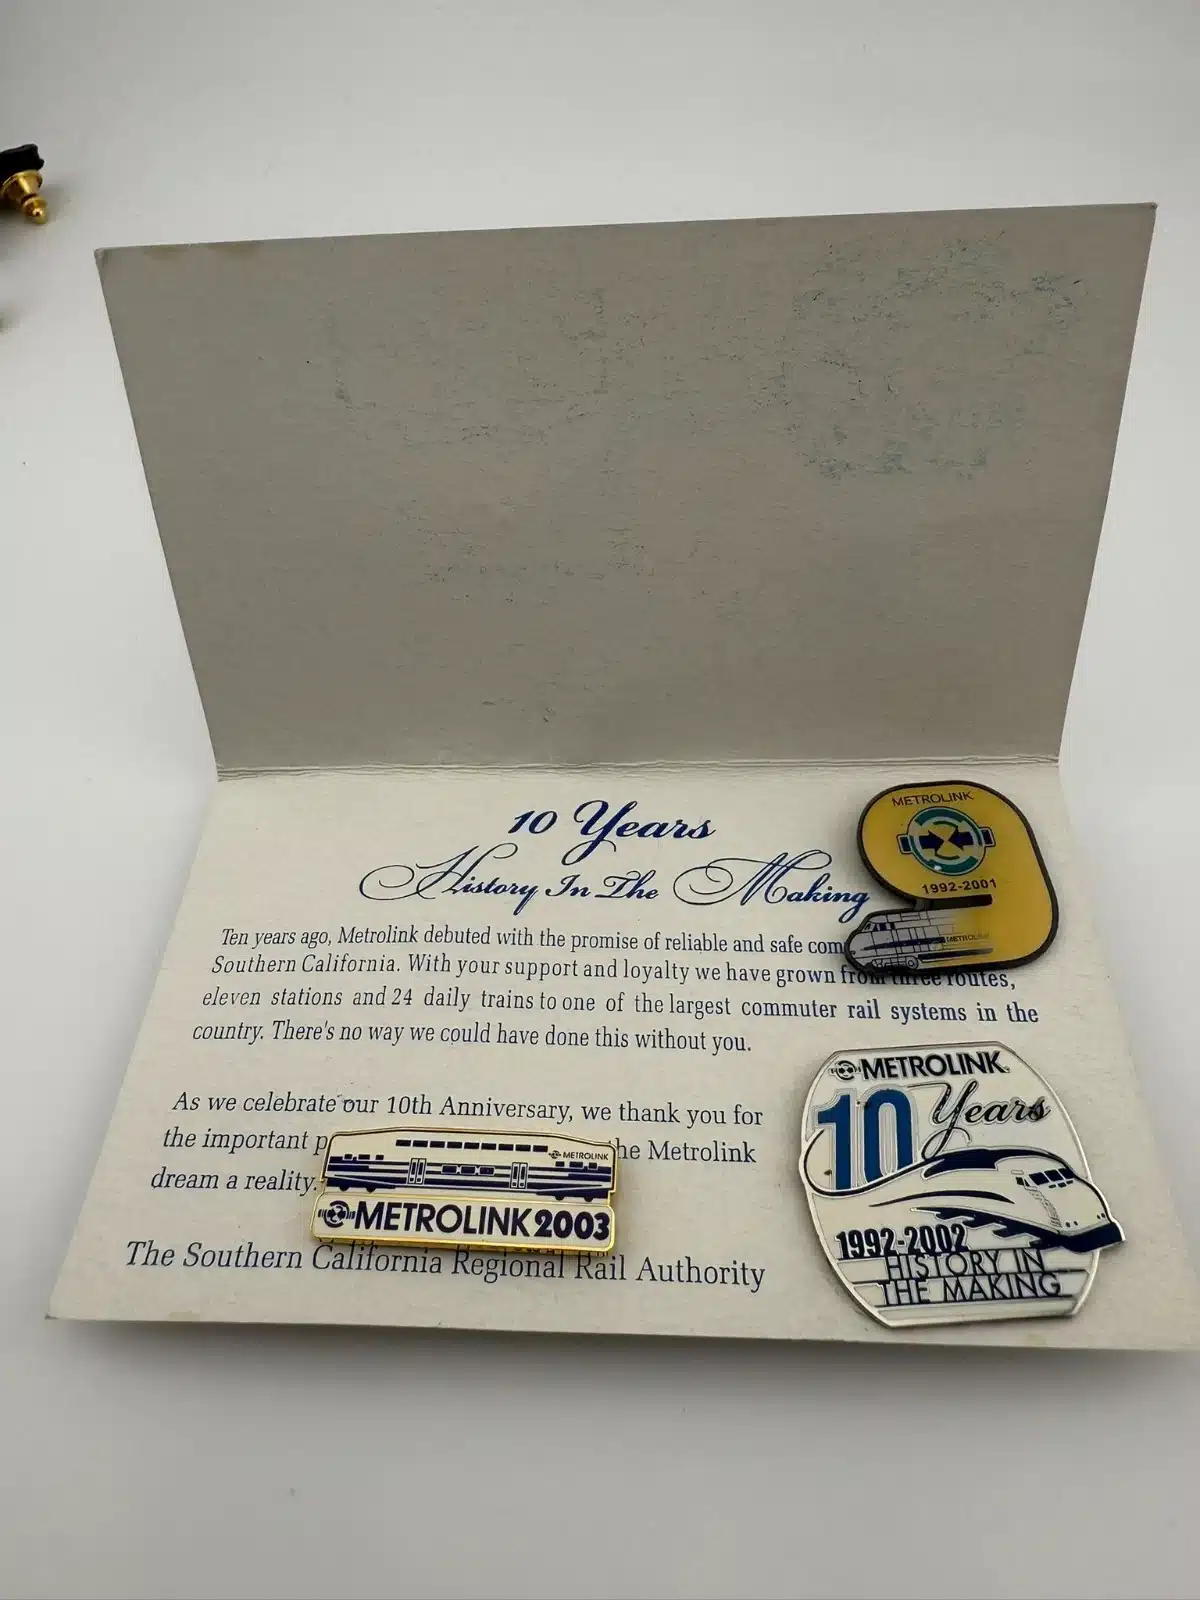 10 Years
History In The Making
Ten years ago, Metrolink debuted with the promise of reliable and safe
Southern California. With your support and loyalty we have grown from three routes,
eleven stations and 24 daily trains to one of the largest commuter rail systems in the
country. There's no way we could have done this without you.
As we celebrate our 10th Anniversary, we thank you for
the important the Metrolink
dream a reality.
The Southern California Regional Rail Authority
METROLINK
1992-2001
METROLINK
METROLINK
METROLINK 2003
METROLINK
10 Years
1992-2002
HISTORY IN
THE MAKING